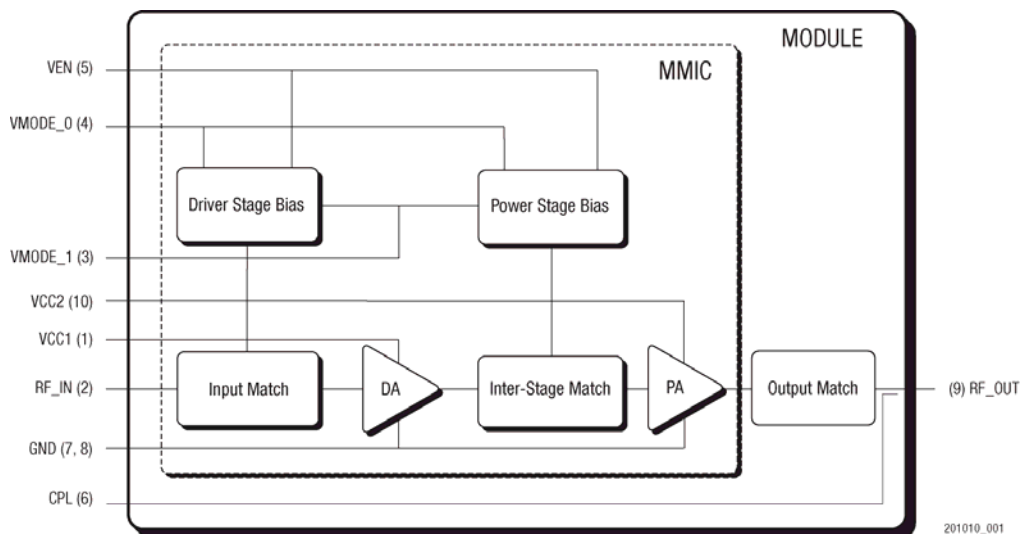 MODULE
MMIC
VEN (5)
VMODE_0 (4)
Driver Stage Bias
Power Stage Bias
VMODE_1 (3)
VCC2 (10)
VCC1 (1)
RF_IN (2)
Input Match
DA
Inter-Stage Match
PA
Output Match
(9) RF_OUT
GND (7, 8)
CPL (6)
201010_001